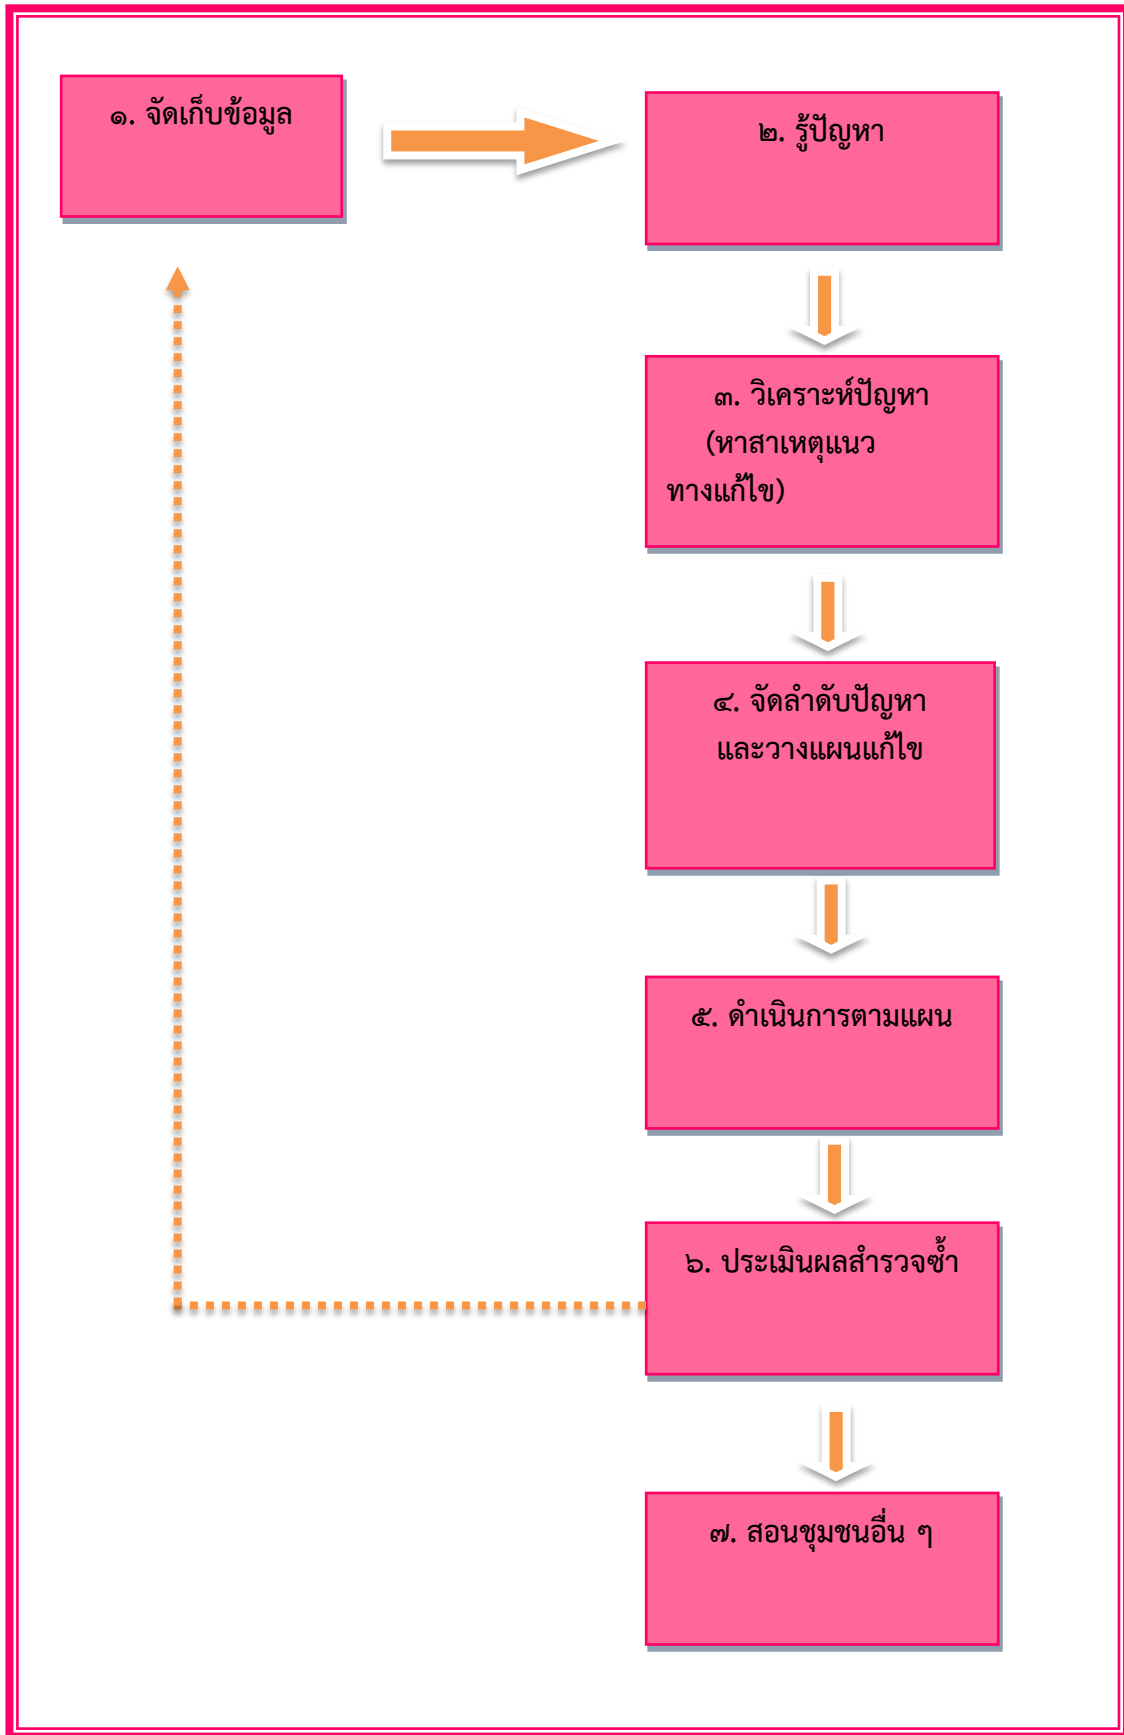 ๑. จัดเก็บข้อมูล
๒. รู้ปัญหา
๓. วิเคราะห์ปัญหา
(หาสาเหตุแนว
ทางแก้ไข)
๔. จัดลำดับปัญหา
และวางแผนแก้ไข
๕. ดำเนินการตามแผน
๖. ประเมินผลสำรวจซ้ำ
๗. สอนชุมชนอื่น ๆ